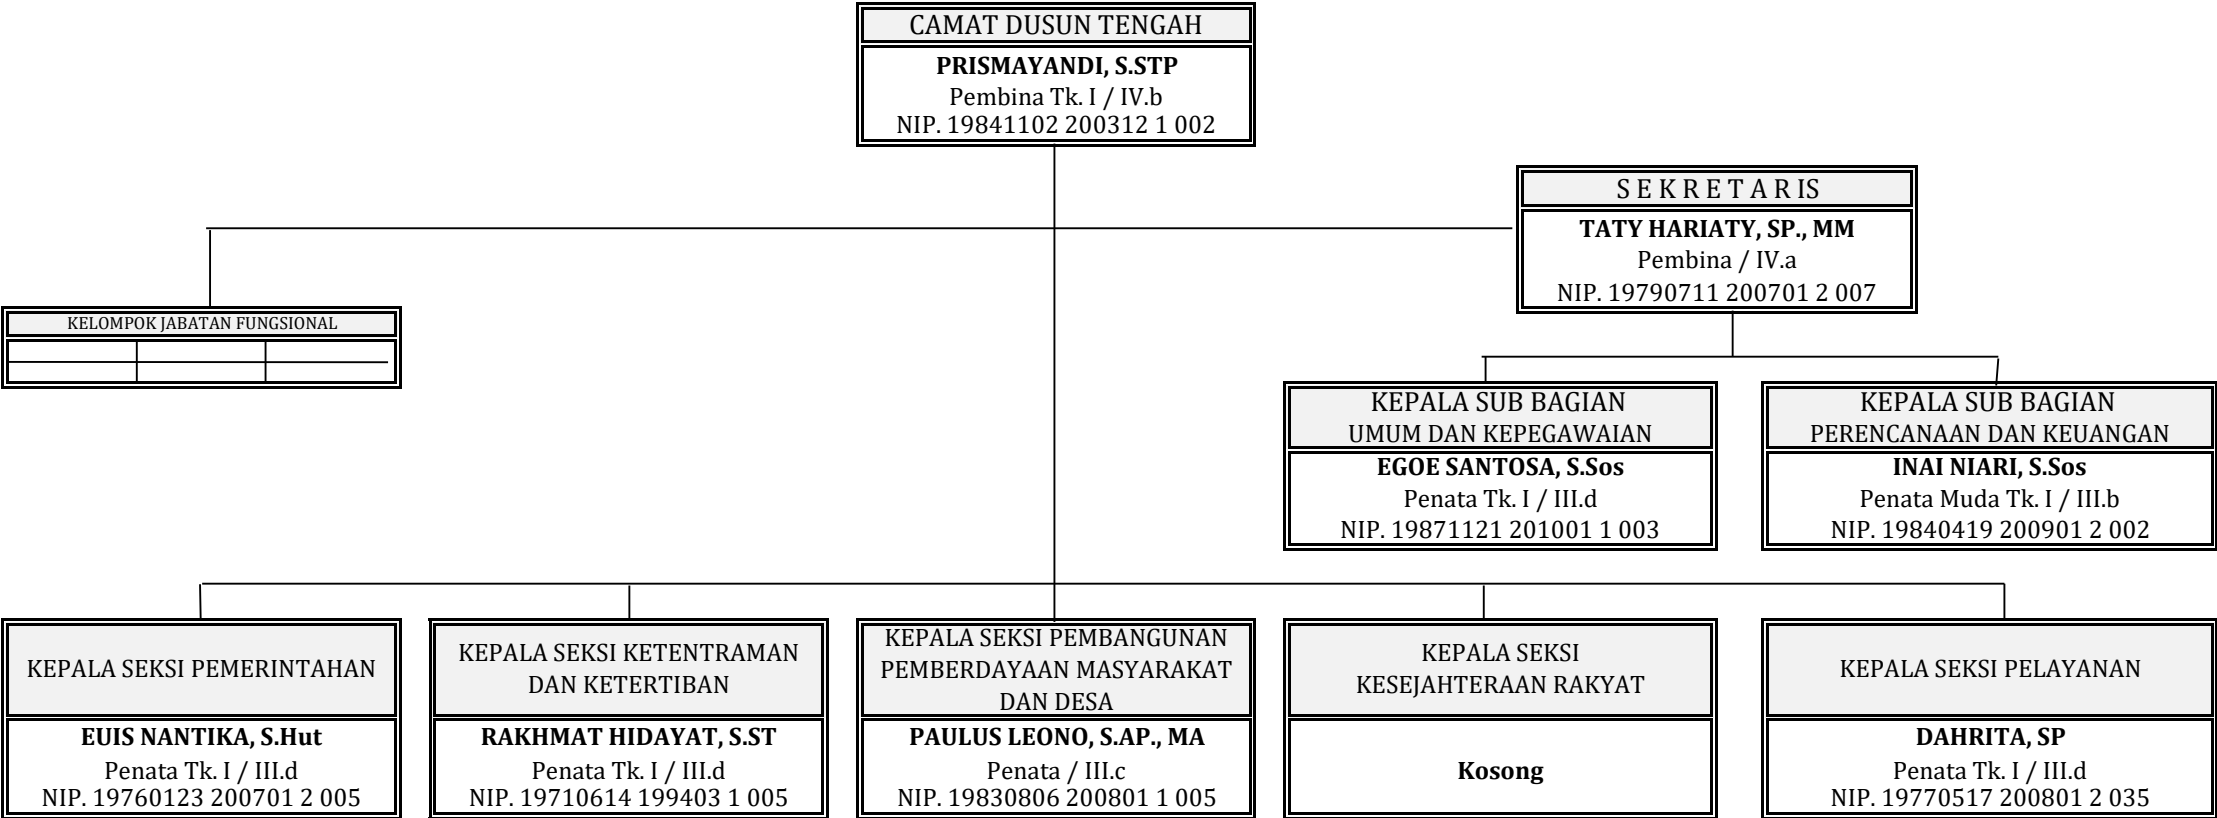 CAMAT DUSUN TENGAH
PRISMAYANDI, S.STP
Pembina Tk. I / IV.b
NIP. 19841102 200312 1 002
S E K R E T A R IS
TATY HARIATY, SP., MM
Pembina / IV.a
NIP. 19790711 200701 2 007
KELOMPOK JABATAN FUNGSIONAL
KEPALA SUB BAGIAN
UMUM DAN KEPEGAWAIAN
EGOE SANTOSA, S.Sos
Penata Tk. I / III.d
NIP. 19871121 201001 1 003
KEPALA SUB BAGIAN
PERENCANAAN DAN KEUANGAN
INAI NIARI, S.Sos
Penata Muda Tk. I / III.b
NIP. 19840419 200901 2 002
KEPALA SEKSI PEMERINTAHAN
EUIS NANTIKA, S.Hut
Penata Tk. I / III.d
NIP. 19760123 200701 2 005
KEPALA SEKSI KETENTRAMAN
DAN KETERTIBAN
RAKHMAT HIDAYAT, S.ST
Penata Tk. I / III.d
NIP. 19710614 199403 1 005
KEPALA SEKSI PEMBANGUNAN
PEMBERDAYAAN MASYARAKAT
DAN DESA
PAULUS LEONO, S.AP., MA
Penata / III.c
NIP. 19830806 200801 1 005
KEPALA SEKSI
KESEJAHTERAAN RAKYAT
Kosong
KEPALA SEKSI PELAYANAN
DAHRITA, SP
Penata Tk. I / III.d
NIP. 19770517 200801 2 035